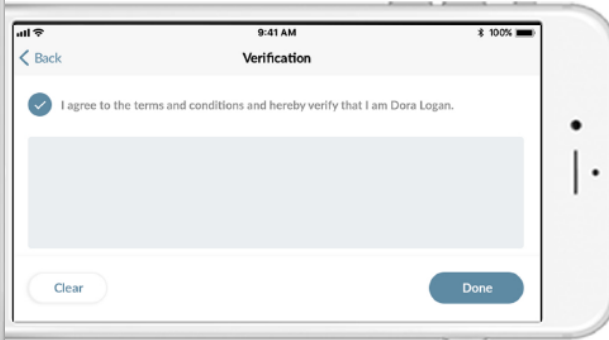 9:41 AM
100%
Back
Verification
I agree to the terms and conditions and hereby verify that I am Dora Logan.
Clear
Done